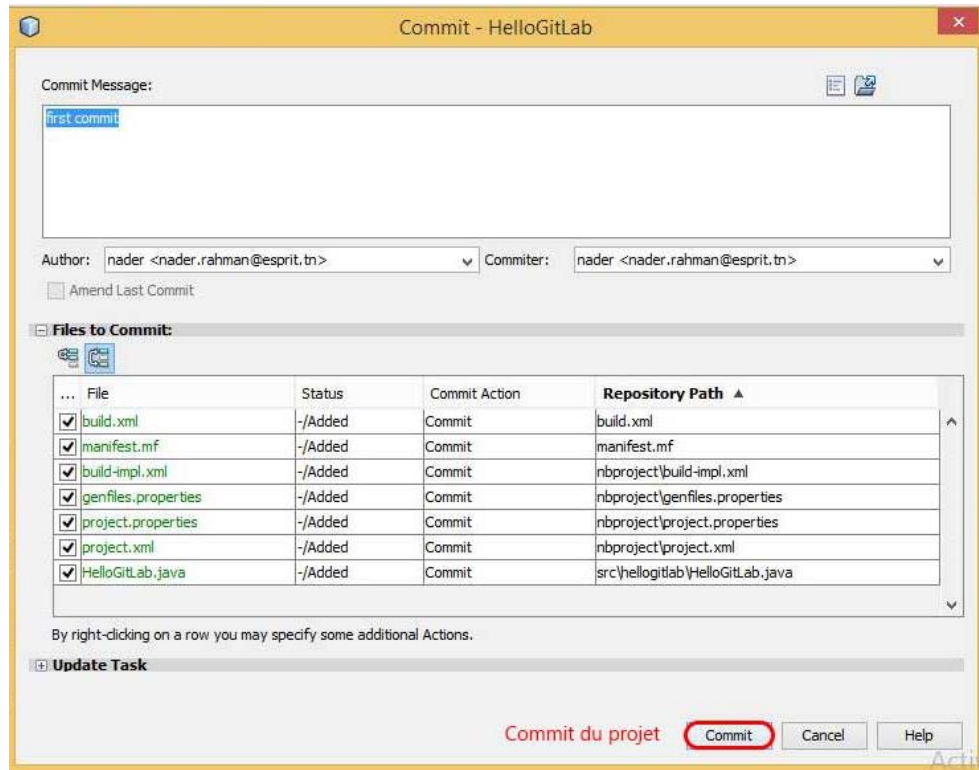 Commit - HelloGitLab
Commit Message:
first commit
Author: nader <nader.rahman@esprit.tn> Commiter: nader <nader.rahman@esprit.tn>
Amend Last Commit
Files to Commit:
... File Status Commit Action Repository Path
build.xml -/Added Commit build.xml
manifest.mf -/Added Commit manifest.mf
build-impl.xml -/Added Commit nbproject\build-impl.xml
genfiles.properties -/Added Commit nbproject\genfiles.properties
project.properties -/Added Commit nbproject\project.properties
project.xml -/Added Commit nbproject\project.xml
HelloGitLab.java -/Added Commit src\hellogitlab\HelloGitLab.java
By right-clicking on a row you may specify some additional Actions.
Update Task
Commit du projet Commit Cancel Help
Acti